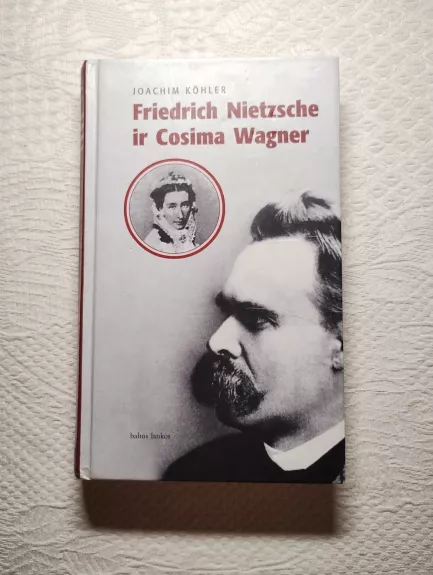 JOACHIM KÖHLER
Friedrich Nietzsche
ir Cosima Wagner
baltos lankos